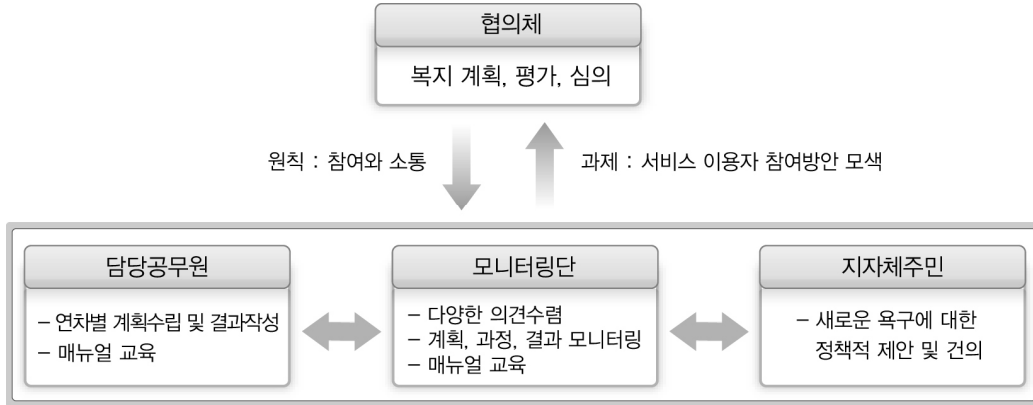 협의체
복지 계획, 평가, 심의
원칙 : 참여와 소통
과제 : 서비스 이용자 참여방안 모색
담당공무원
– 연차별 계획수립 및 결과작성
– 매뉴얼 교육
모니터링단
– 다양한 의견수렴
– 계획, 과정, 결과 모니터링
– 매뉴얼 교육
지자체주민
– 새로운 욕구에 대한
정책적 제안 및 건의